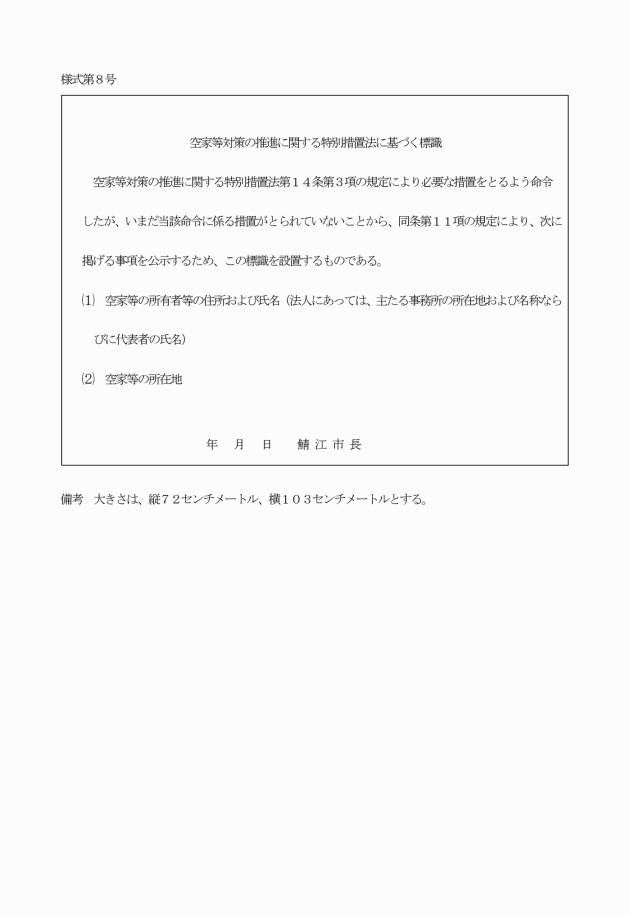 様式第８号
空家等対策の推進に関する特別措置法に基づく標識
空家等対策の推進に関する特別措置法第１４条第３項の規定により必要な措置をとるよう命令
したが、いまだ当該命令に係る措置がとられていないことから、同条第１１項の規定により、次に
掲げる事項を公示するため、この標識を設置するものである。
⑴　空家等の所有者等の住所および氏名（法人にあっては、主たる事務所の所在地および名称なら
びに代表者の氏名）
⑵　空家等の所在地
年　月　日　　鯖 江 市 長
備考　大きさは、縦７２センチメートル、横１０３センチメートルとする。